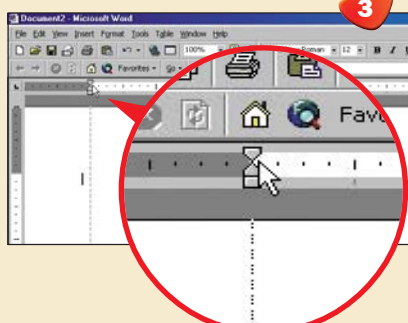 3
Document2 - Microsoft Word
File Edit View Insert Format Tools Table Window Help
100% Roman 12 B I
Favorites Go
Favo